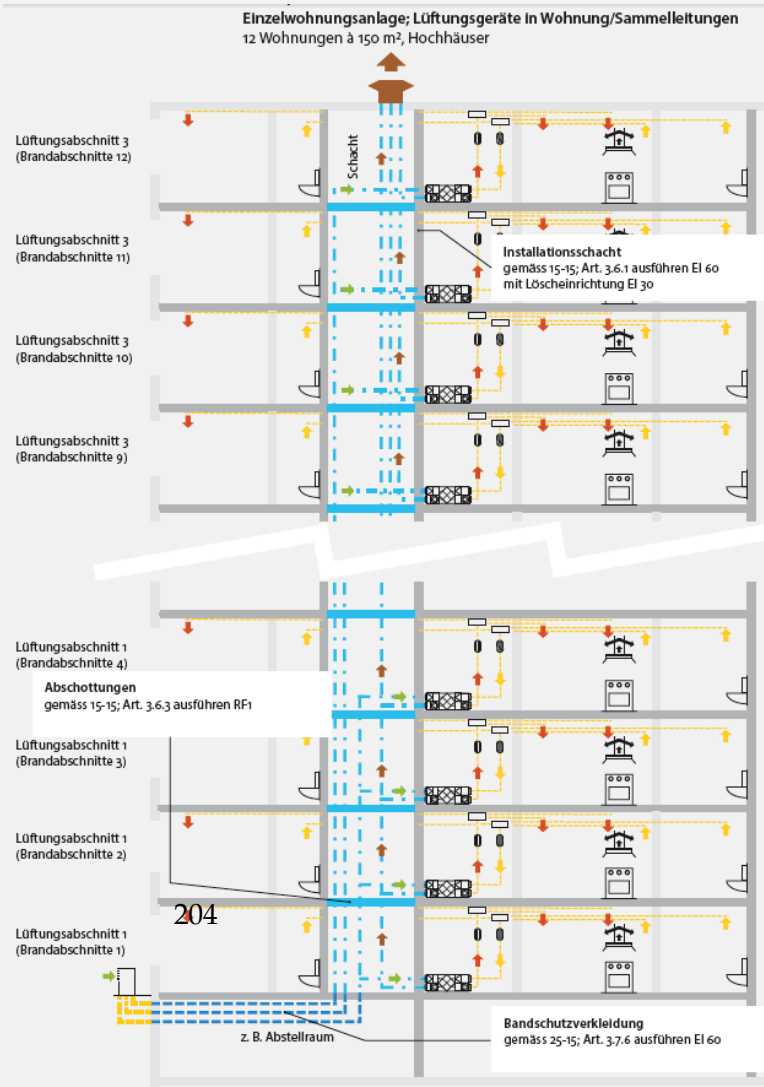 Einzelwohnungsanlage; Lüftungsgeräte in Wohnung/Sammelleitungen
12 Wohnungen à 150 m², Hochhäuser
Schacht
Lüftungsabschnitt 3
(Brandabschnitte 12)
Lüftungsabschnitt 3
(Brandabschnitte 11)
Installationsschacht
gemäss 15-15; Art. 3.6.1 ausführen EI 60
mit Löscheinrichtung EI 30
Lüftungsabschnitt 3
(Brandabschnitte 10)
Lüftungsabschnitt 3
(Brandabschnitte 9)
Lüftungsabschnitt 1
(Brandabschnitte 4)
Abschottungen
gemäss 15-15; Art. 3.6.3 ausführen RF1
Lüftungsabschnitt 1
(Brandabschnitte 3)
Lüftungsabschnitt 1
(Brandabschnitte 2)
204
Lüftungsabschnitt 1
(Brandabschnitte 1)
z. B. Abstellraum
Bandschutzverkleidung
gemäss 25-15; Art. 3.7.6 ausführen EI 60